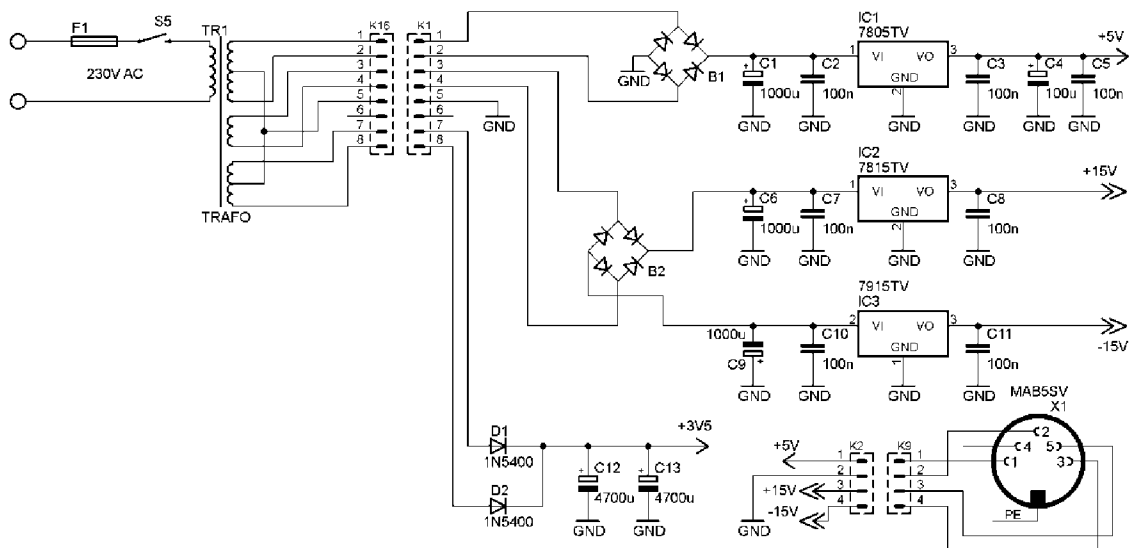 F1
S5
TR1
230V AC
TRAFO
K16
K1
1 1
2 2
3 3
4 4
5 5
6 6
7 7
8 8
GND
GND
B1
+
C1
1000u
GND
C2
100n
GND
IC1
7805TV
1 VI VO 3
GND
2
GND
C3
100n
GND
+
C4
100u
GND
C5
100n
GND
+5V
B2
+
C6
1000u
GND
C7
100n
GND
IC2
7815TV
1 VI VO 3
GND
2
GND
C8
100n
GND
+15V
1000u
C9 +
GND
C10
100n
GND
7915TV
IC3
2 VI VO 3
GND
1
GND
C11
100n
GND
-15V
D1
1N5400
D2
1N5400
+
C12
4700u
GND
+
C13
4700u
GND
+3V5
+5V
+15V
-15V
GND
K2
K9
1 1
2 2
3 3
4 4
MAB5SV
X1
2
4 5
1 3
PE